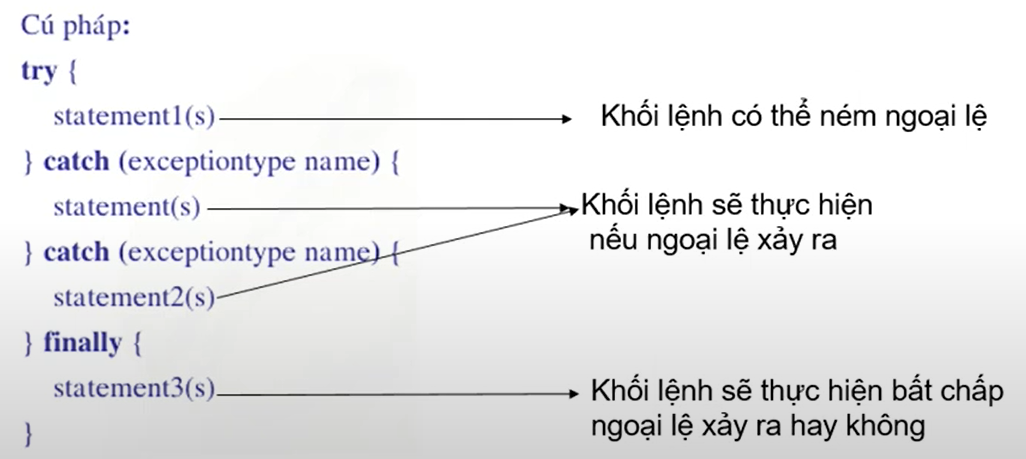 Cú pháp:
try {
statement1(s)
Khối lệnh có thể ném ngoại lệ
} catch (exceptiontype name) {
statement(s)
Khối lệnh sẽ thực hiện
nếu ngoại lệ xảy ra
} catch (exceptiontype name) {
statement2(s)
} finally {
statement3(s)
Khối lệnh sẽ thực hiện bất chấp
ngoại lệ xảy ra hay không
}